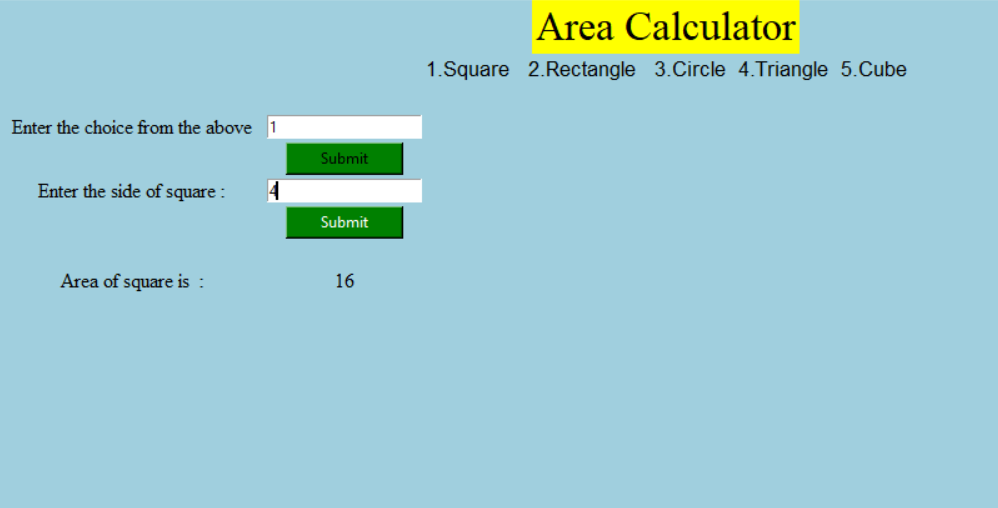 Area Calculator
1.Square 2.Rectangle 3.Circle 4.Triangle 5.Cube
Enter the choice from the above 1
Submit
Enter the side of square : 4
Submit
Area of square is : 16